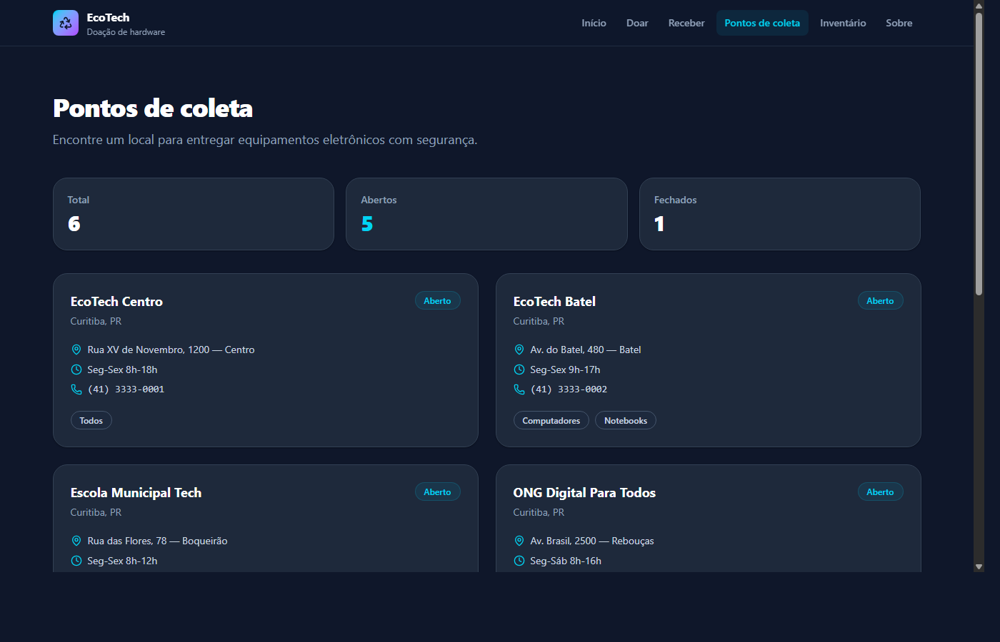 EcoTech
Doação de hardware
Início Doar Receber Pontos de coleta Inventário Sobre
Pontos de coleta
Encontre um local para entregar equipamentos eletrônicos com segurança.
Total
6
Abertos
5
Fechados
1
EcoTech Centro
Aberto
Curitiba, PR
Rua XV de Novembro, 1200 — Centro
Seg-Sex 8h-18h
(41) 3333-0001
Todos
EcoTech Batel
Aberto
Curitiba, PR
Av. do Batel, 480 — Batel
Seg-Sex 9h-17h
(41) 3333-0002
Computadores Notebooks
Escola Municipal Tech
Aberto
Curitiba, PR
Rua das Flores, 78 — Boqueirão
Seg-Sex 8h-12h
ONG Digital Para Todos
Aberto
Curitiba, PR
Av. Brasil, 2500 — Rebouças
Seg-Sáb 8h-16h